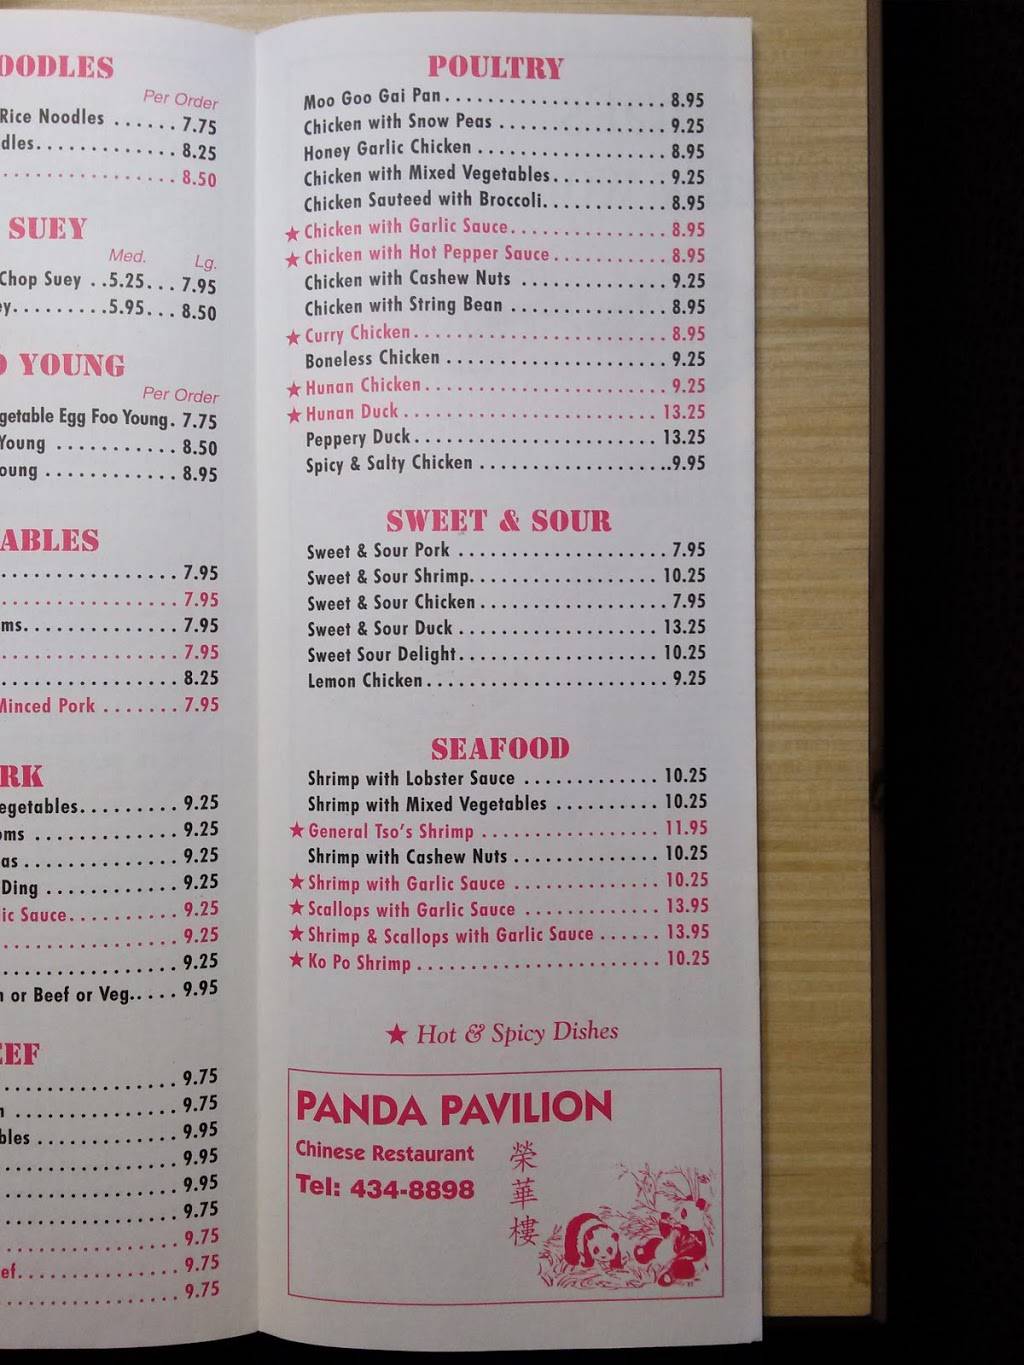 OODLES
Per Order
Rice Noodles ...... 7.75
dles............. 8.25
................ 8.50
SUEY
Med. Lg.
Chop Suey ..5.25... 7.95
ey.........5.95... 8.50
O YOUNG
Per Order
getable Egg Foo Young. 7.75
Young .......... 8.50
oung ........... 8.95
ABLES
................ 7.95
................ 7.95
ms.............. 7.95
................ 7.95
................ 8.25
Minced Pork ....... 7.95
RK
egetables......... 9.25
oms ............. 9.25
as .............. 9.25
Ding ............ 9.25
lic Sauce.......... 9.25
................ 9.25
................ 9.25
n or Beef or Veg..... 9.95
EEF
................ 9.75
n ............... 9.75
bles ............. 9.95
................ 9.95
................ 9.95
................ 9.75
................ 9.75
ef............... 9.75
................ 9.75
POULTRY
Moo Goo Gai Pan...................... 8.95
Chicken with Snow Peas ................ 9.25
Honey Garlic Chicken ................... 8.95
Chicken with Mixed Vegetables........... 9.25
Chicken Sauteed with Broccoli............ 8.95
★ Chicken with Garlic Sauce............... 8.95
★ Chicken with Hot Pepper Sauce ........... 8.95
Chicken with Cashew Nuts .............. 9.25
Chicken with String Bean ............... 8.95
★ Curry Chicken......................... 8.95
Boneless Chicken ...................... 9.25
★ Hunan Chicken........................ 9.25
★ Hunan Duck ......................... 13.25
Peppery Duck........................ 13.25
Spicy & Salty Chicken ....................9.95
SWEET & SOUR
Sweet & Sour Pork ..................... 7.95
Sweet & Sour Shrimp................... 10.25
Sweet & Sour Chicken ................... 7.95
Sweet & Sour Duck .................... 13.25
Sweet Sour Delight.................... 10.25
Lemon Chicken........................ 9.25
SEAFOOD
Shrimp with Lobster Sauce ............. 10.25
Shrimp with Mixed Vegetables .......... 10.25
★ General Tso's Shrimp ................. 11.95
Shrimp with Cashew Nuts .............. 10.25
★ Shrimp with Garlic Sauce .............. 10.25
★ Scallops with Garlic Sauce ............. 13.95
★ Shrimp & Scallops with Garlic Sauce ...... 13.95
★ Ko Po Shrimp ........................ 10.25
★ Hot & Spicy Dishes
PANDA PAVILION
Chinese Restaurant
Tel: 434-8898
榮華樓